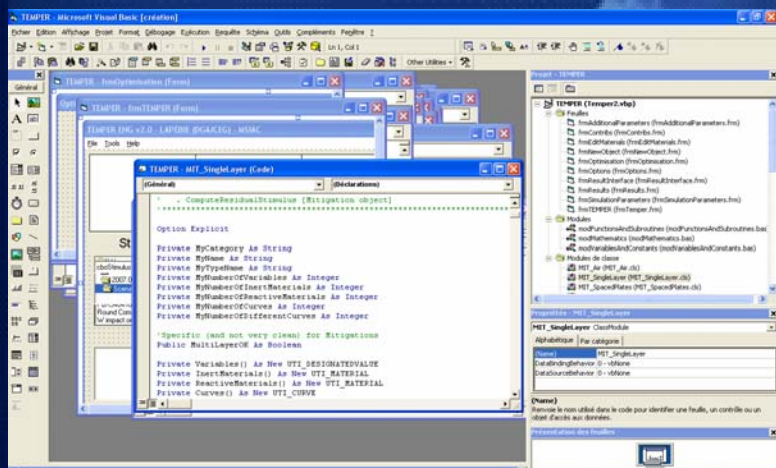 TEMPER - Microsoft Visual Basic [création]
Fichier Edition Affichage Projet Format Débogage Exécution Requête Schéma Outils Compléments Fenêtre ?
Ln 1, Col 1
Other Utilities
Général
TEMPER - frmOptimisation (Form)
TEMPER - frmTEMPER (Form)
TEMPER ENG v2.0 - LAPEBIE (DGA/CEG) - MSIAC
File Tools Help
TEMPER - MIT_SingleLayer (Code)
(Général)
(Déclarations)
' . ComputeResidualStimulus [Mitigation object]
Option Explicit
Private MyCategory As String
Private MyName As String
Private MyTypeName As String
Private MyNumberOfVariables As Integer
Private MyNumberOfInertMaterials As Integer
Private MyNumberOfReactiveMaterials As Integer
Private MyNumberOfCurves As Integer
Private MyNumberOfDifferentCurves As Integer
'Specific (and not very clean) for Mitigations
Public MultiLayerOK As Boolean
Private Variables() As New UTI_DESIGNATEDVALUE
Private InertMaterials() As New UTI_MATERIAL
Private ReactiveMaterials() As New UTI_MATERIAL
Private Curves() As New UTI_CURVE
Projet - TEMPER
TEMPER (Temper2.vbp)
Feuilles
frmAdditionalParameters (frmAdditionalParameters.frm)
frmContribs (frmContribs.frm)
frmEditMaterials (frmEditMaterials.frm)
frmNewObject (frmNewObject.frm)
frmOptimisation (frmOptimisation.frm)
frmOptions (frmOptions.frm)
frmResultInterface (frmResultInterface.frm)
frmResults (frmResults.frm)
frmSimulationParameters (frmSimulationParameters.frm)
frmTEMPER (frmTemper.frm)
Modules
modFunctionsAndSubroutines (modFunctionsAndSubroutines.bas
modMathematics (modMathematics.bas)
modVariablesAndConstants (modVariablesAndConstants.bas)
Modules de classe
MIT_Air (MIT_Air.cls)
MIT_SingleLayer (MIT_SingleLayer.cls)
MIT_SpacedPlates (MIT_SpacedPlates.cls)
Propriétés - MIT_SingleLayer
MIT_SingleLayer ClassModule
Alphabétique Par catégorie
(Name) MIT_SingleLayer
DataBindingBehavior 0 - vbNone
DataSourceBehavior 0 - vbNone
(Name)
Renvoie le nom utilisé dans le code pour identifier une feuille, un contrôle ou un
objet d'accès aux données.
Présentation des feuilles